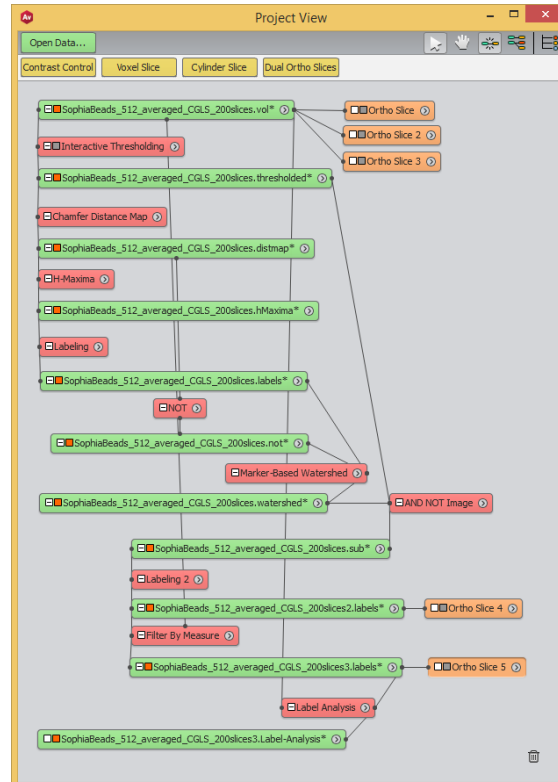 Av
Project View
Open Data...
Contrast Control
Voxel Slice
Cylinder Slice
Dual Ortho Slices
SophiaBeads_512_averaged_CGLS_200slices.vol*
Ortho Slice
Ortho Slice 2
Interactive Thresholding
Ortho Slice 3
SophiaBeads_512_averaged_CGLS_200slices.thresholded*
Chamfer Distance Map
SophiaBeads_512_averaged_CGLS_200slices.distmap*
H-Maxima
SophiaBeads_512_averaged_CGLS_200slices.hMaxima*
Labeling
SophiaBeads_512_averaged_CGLS_200slices.labels*
NOT
SophiaBeads_512_averaged_CGLS_200slices.not*
Marker-Based Watershed
SophiaBeads_512_averaged_CGLS_200slices.watershed*
AND NOT Image
SophiaBeads_512_averaged_CGLS_200slices.sub*
Labeling 2
SophiaBeads_512_averaged_CGLS_200slices2.labels*
Ortho Slice 4
Filter By Measure
SophiaBeads_512_averaged_CGLS_200slices3.labels*
Ortho Slice 5
Label Analysis
SophiaBeads_512_averaged_CGLS_200slices3.Label-Analysis*